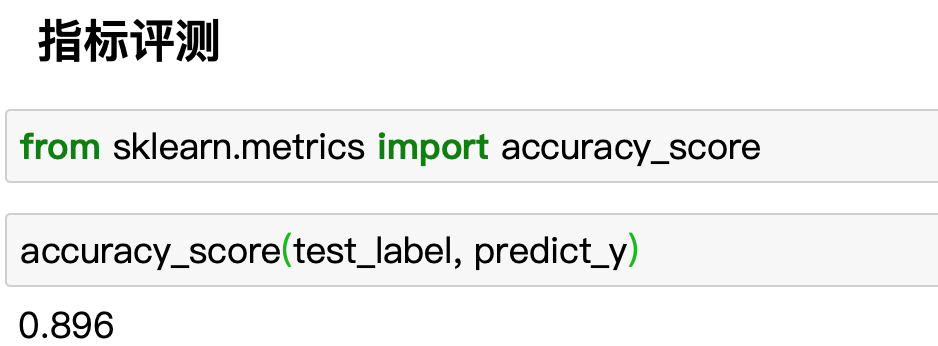 指标评测
from sklearn.metrics import accuracy_score
accuracy_score(test_label, predict_y)
0.896